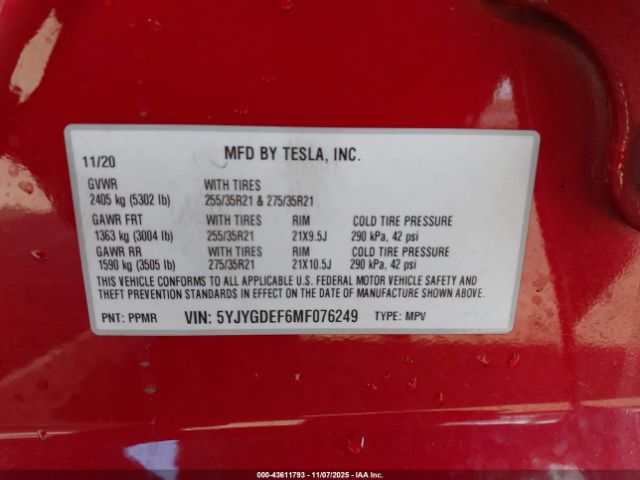 11/20 MFD BY TESLA, INC.
GVWR WITH TIRES
2405 kg (5302 lb) 255/35R21 & 275/35R21
GAWR FRT WITH TIRES RIM COLD TIRE PRESSURE
1363 kg (3004 lb) 255/35R21 21X9.5J 290 kPa, 42 psi
GAWR RR WITH TIRES RIM COLD TIRE PRESSURE
1590 kg (3505 lb) 275/35R21 21X10.5J 290 kPa, 42 psi
THIS VEHICLE CONFORMS TO ALL APPLICABLE U.S. FEDERAL MOTOR VEHICLE SAFETY AND
THEFT PREVENTION STANDARDS IN EFFECT ON THE DATE OF MANUFACTURE SHOWN ABOVE.
PNT: PPMR VIN: 5YJYGDEF6MF076249 TYPE: MPV
000-43611793 - 11/07/2025 - IAA Inc.